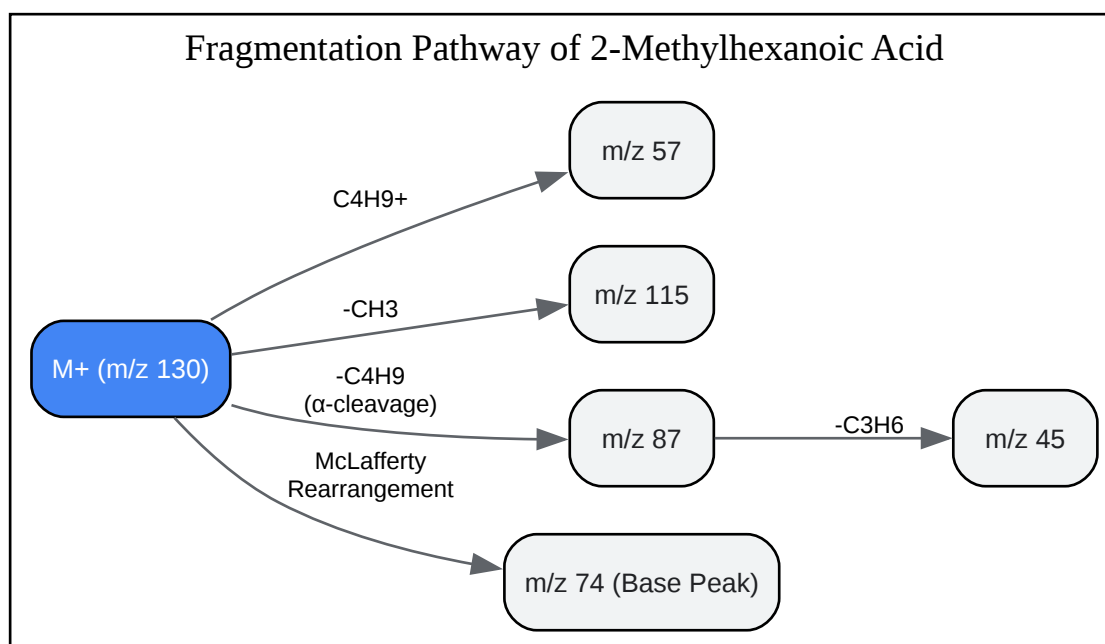 Fragmentation Pathway of 2-Methylhexanoic Acid
m/z 57
C4H9+
m/z 115
-CH3
M+ (m/z 130)
-C4H9
(α-cleavage)
m/z 87
-C3H6
m/z 45
McLafferty
Rearrangement
m/z 74 (Base Peak)